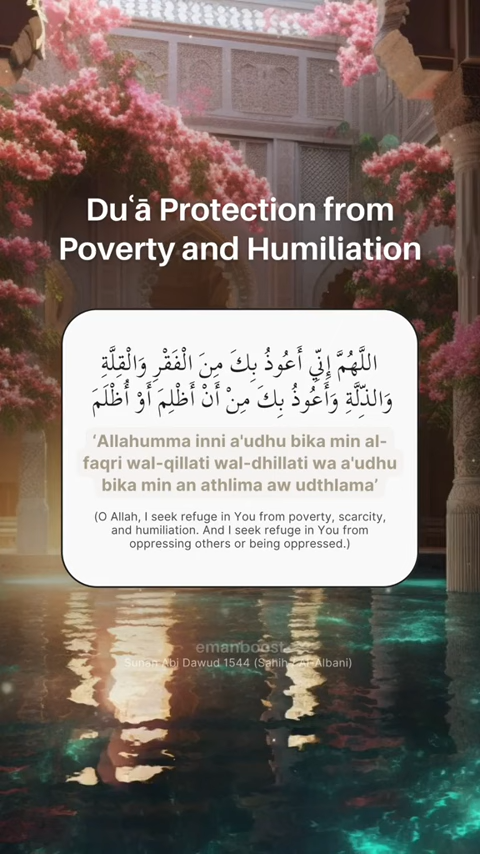 Duʿā Protection from
Poverty and Humiliation
اللَّهُمَّ إِنِّي أَعُوذُ بِكَ مِنَ الْفَقْرِ وَالْقِلَّةِ
وَالذِّلَّةِ وَأَعُوذُ بِكَ مِنْ أَنْ أَظْلِمَ أَوْ أُظْلَمَ
‘Allahumma inni a'udhu bika min al-
faqri wal-qillati wal-dhillati wa a'udhu
bika min an athlima aw udthlama’
(O Allah, I seek refuge in You from poverty, scarcity,
and humiliation. And I seek refuge in You from
oppressing others or being oppressed.)
emanboost
Sunan Abi Dawud 1544 (Sahih / Al-Albani)